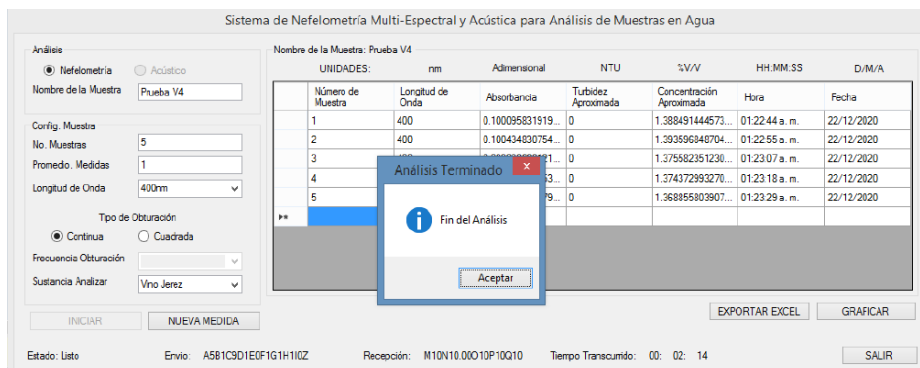 Sistema de Nefelometría Multi-Espectral y Acústica para Análisis de Muestras en Agua
Análisis
Nefelometría Acústico
Nombre de la Muestra Prueba V4
Config. Muestra
No. Muestras 5
Promedo. Medidas 1
Longitud de Onda 400nm
Tipo de Obturación
Continua Cuadrada
Frecuencia Obturación
Sustancia Analizar Vino Jerez
INICIAR NUEVA MEDIDA
Nombre de la Muestra: Prueba V4
UNIDADES: nm Adimensional NTU %V/V HH:MM:SS D/M/A
Número de Muestra Longitud de Onda Absorbancia Turbidez Aproximada Concentración Aproximada Hora Fecha
1 400 0.100095831919... 0 1.388491444573... 01:22:44 a. m. 22/12/2020
2 400 0.100434830754... 0 1.393596848704... 01:22:55 a. m. 22/12/2020
3 0 1.375582351230... 01:23:07 a. m. 22/12/2020
4 0 1.374372993270... 01:23:18 a. m. 22/12/2020
5 0 1.368855803907... 01:23:29 a. m. 22/12/2020
Análisis Terminado x
Fin del Análisis
Aceptar
EXPORTAR EXCEL GRAFICAR
Estado: Listo Envio: A5B1C9D1E0F1G1H1I0Z Recepción: M10N10.00O10P10Q10 Tiempo Transcurrido: 00: 02: 14 SALIR